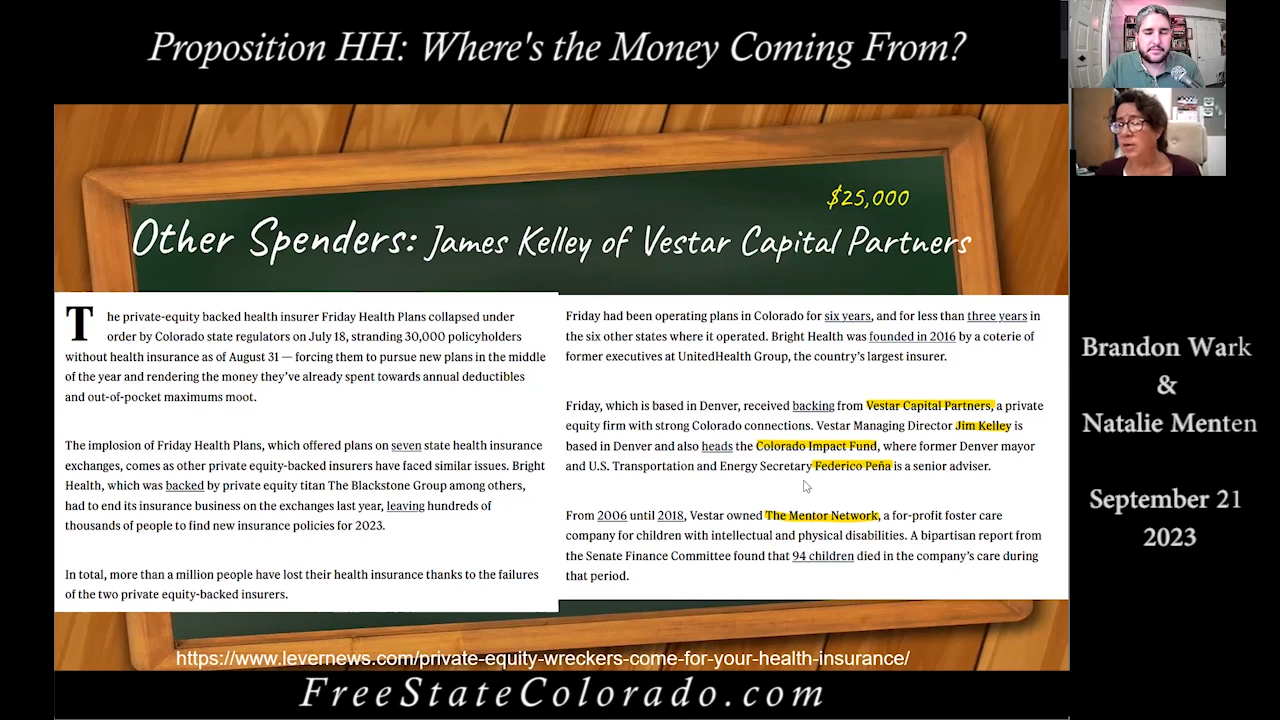 Proposition HH: Where's the Money Coming From?
$25,000
Other Spenders: James Kelley of Vestar Capital Partners
The private-equity backed health insurer Friday Health Plans collapsed under
order by Colorado state regulators on July 18, stranding 30,000 policyholders
without health insurance as of August 31 — forcing them to pursue new plans in the middle
of the year and rendering the money they've already spent towards annual deductibles
and out-of-pocket maximums moot.
The implosion of Friday Health Plans, which offered plans on seven state health insurance
exchanges, comes as other private equity-backed insurers have faced similar issues. Bright
Health, which was backed by private equity titan The Blackstone Group among others,
had to end its insurance business on the exchanges last year, leaving hundreds of
thousands of people to find new insurance policies for 2023.
In total, more than a million people have lost their health insurance thanks to the failures
of the two private equity-backed insurers.
Friday had been operating plans in Colorado for six years, and for less than three years in
the six other states where it operated. Bright Health was founded in 2016 by a coterie of
former executives at UnitedHealth Group, the country's largest insurer.
Friday, which is based in Denver, received backing from Vestar Capital Partners, a private
equity firm with strong Colorado connections. Vestar Managing Director Jim Kelley is
based in Denver and also heads the Colorado Impact Fund, where former Denver mayor
and U.S. Transportation and Energy Secretary Federico Peña is a senior adviser.
From 2006 until 2018, Vestar owned The Mentor Network, a for-profit foster care
company for children with intellectual and physical disabilities. A bipartisan report from
the Senate Finance Committee found that 94 children died in the company's care during
that period.
https://www.levernews.com/private-equity-wreckers-come-for-your-health-insurance/
FreeStateColorado.com
Brandon Wark
&
Natalie Menten
September 21
2023